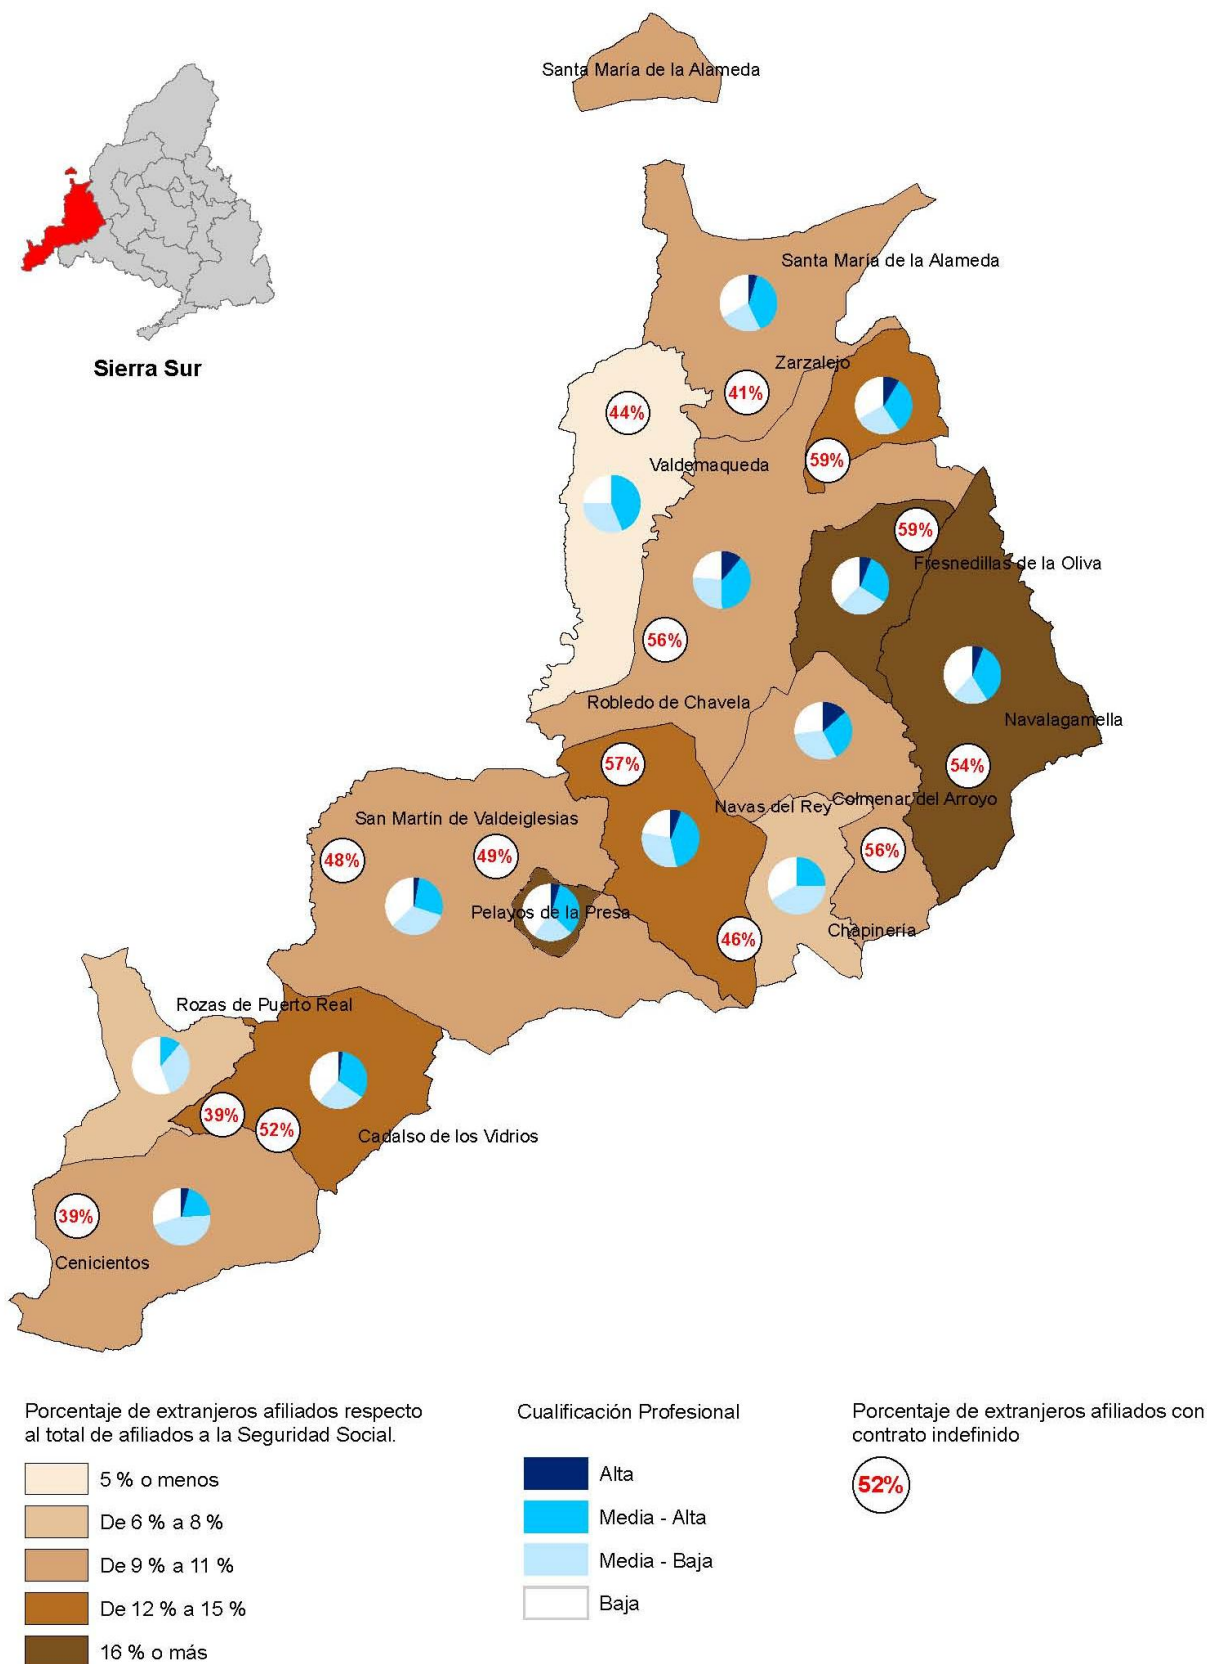 Santa María de la Alameda
Sierra Sur
Santa María de la Alameda
Zarzalejo
41%
44%
59%
Valdemaqueda
59%
Fresnedillas de la Oliva
56%
Robledo de Chavela
Navalagamella
54%
57%
Navas del Rey
Colmenar del Arroyo
San Martín de Valdeiglesias
48%
49%
56%
Pelayos de la Presa
46%
Chapinería
Rozas de Puerto Real
39%
52%
Cadalso de los Vidrios
39%
Cenicientos
Porcentaje de extranjeros afiliados respecto
al total de afiliados a la Seguridad Social.
5 % o menos
De 6 % a 8 %
De 9 % a 11 %
De 12 % a 15 %
16 % o más
Cualificación Profesional
Alta
Media - Alta
Media - Baja
Baja
Porcentaje de extranjeros afiliados con
contrato indefinido
52%